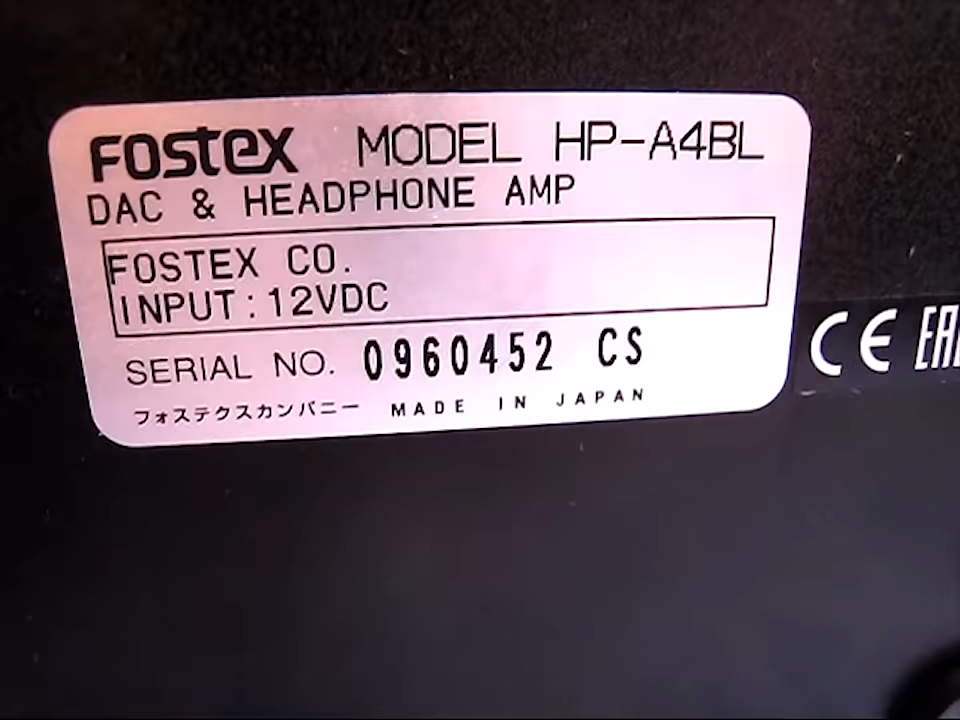 FOSTEX MODEL HP-A4BL
DAC & HEADPHONE AMP
FOSTEX CO.
INPUT: 12VDC
SERIAL NO. 0960452 CS
フォステクスカンパニー MADE IN JAPAN
CE EAC